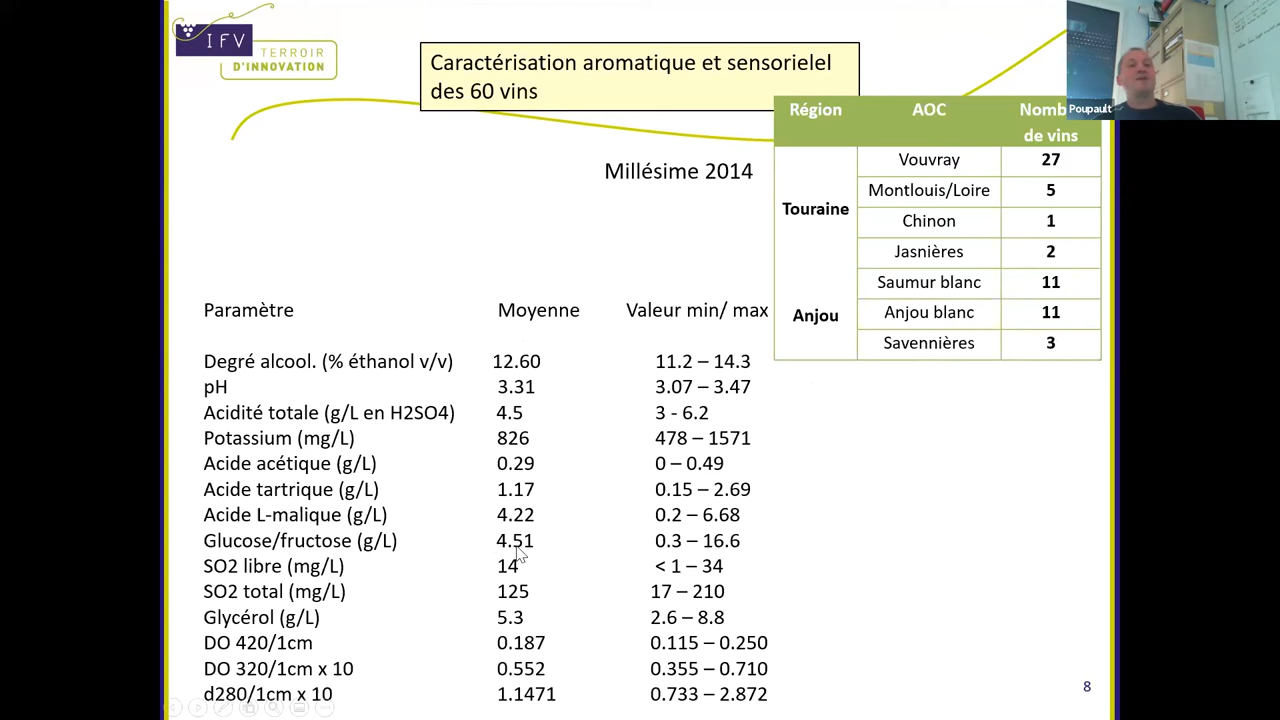 IFV
TERROIR
D'INNOVATION
Caractérisation aromatique et sensorielel
des 60 vins
Poupault
Région AOC Nomb
de vins
Millésime 2014
Touraine
Vouvray 27
Montlouis/Loire 5
Chinon 1
Jasnières 2
Anjou
Saumur blanc 11
Anjou blanc 11
Savennières 3
Paramètre Moyenne Valeur min/ max
Degré alcool. (% éthanol v/v) 12.60 11.2 – 14.3
pH 3.31 3.07 – 3.47
Acidité totale (g/L en H2SO4) 4.5 3 - 6.2
Potassium (mg/L) 826 478 – 1571
Acide acétique (g/L) 0.29 0 – 0.49
Acide tartrique (g/L) 1.17 0.15 – 2.69
Acide L-malique (g/L) 4.22 0.2 – 6.68
Glucose/fructose (g/L) 4.51 0.3 – 16.6
SO2 libre (mg/L) 14 < 1 – 34
SO2 total (mg/L) 125 17 – 210
Glycérol (g/L) 5.3 2.6 – 8.8
DO 420/1cm 0.187 0.115 – 0.250
DO 320/1cm x 10 0.552 0.355 – 0.710
d280/1cm x 10 1.1471 0.733 – 2.872
8